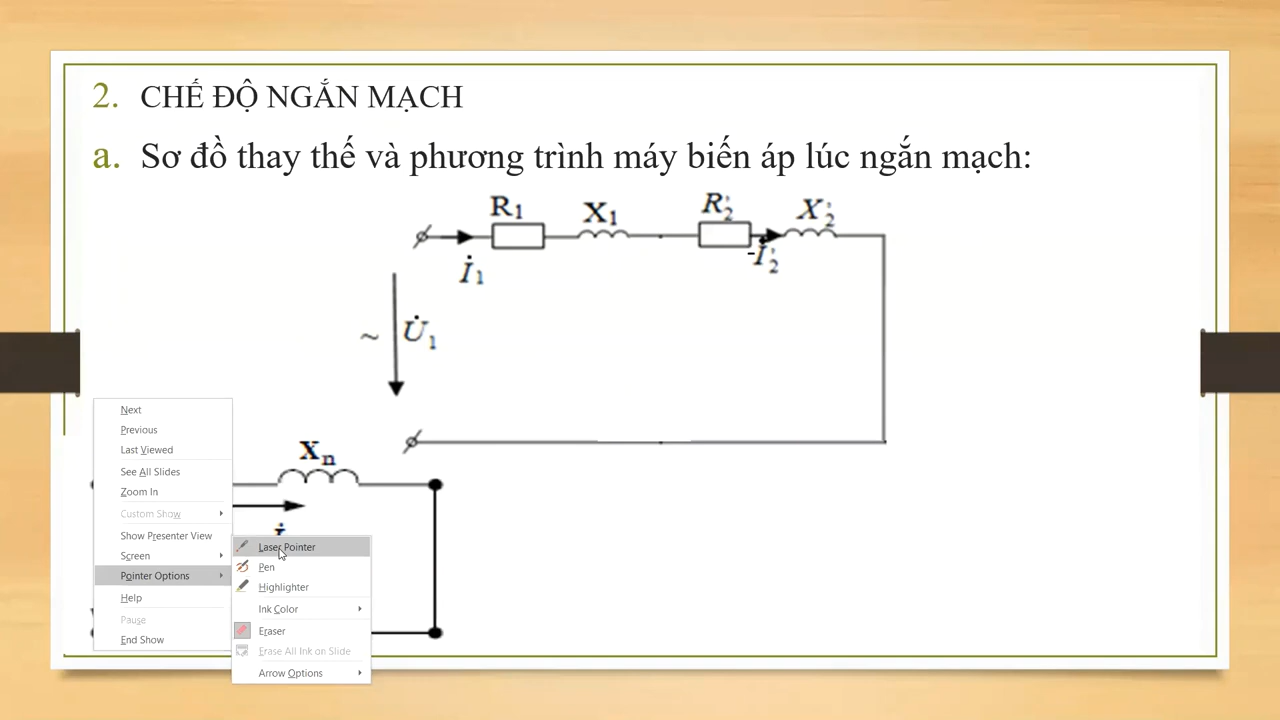 2. CHẾ ĐỘ NGẮN MẠCH
a. Sơ đồ thay thế và phương trình máy biến áp lúc ngắn mạch:
R1 X1 R'2 X'2
İ1 -İ'2
~ U̇1
Xn
Next
Previous
Last Viewed
See All Slides
Zoom In
Custom Show
Show Presenter View
Screen
Pointer Options
Help
Pause
End Show
Laser Pointer
Pen
Highlighter
Ink Color
Eraser
Erase All Ink on Slide
Arrow Options